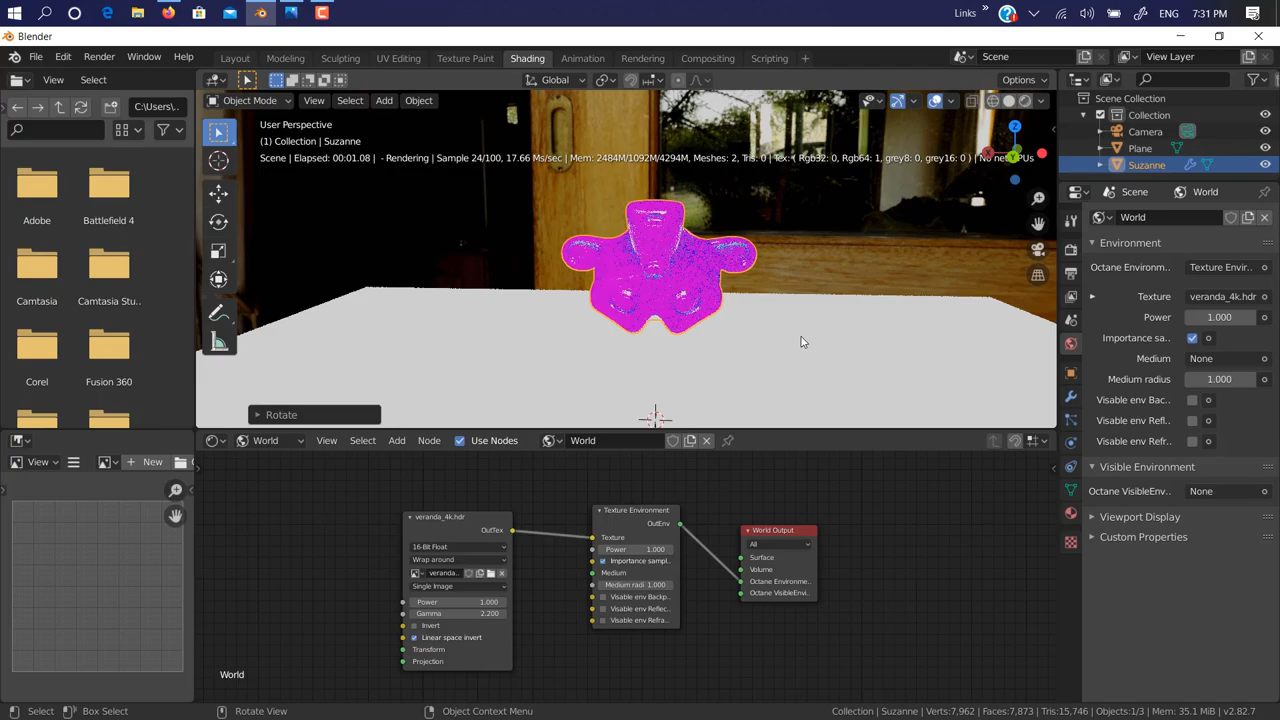 Links » ENG 7:31 PM
Blender
File Edit Render Window Help Layout Modeling Sculpting UV Editing Texture Paint Shading Animation Rendering Compositing Scripting + Scene View Layer
View Select Global Options
Object Mode View Select Add Object
C:\Users\..
User Perspective
(1) Collection | Suzanne
Scene | Elapsed: 00:01.08 | - Rendering | Sample 24/100, 17.66 Ms/sec | Mem: 2484M/1092M/4294M, Meshes: 2, Tris: 0 | Tex: ( Rgb32: 0, Rgb64: 1, grey8: 0, grey16: 0 ) | No net GPUs
Adobe Battlefield 4
Camtasia Camtasia Stu..
Corel Fusion 360
Rotate
Scene Collection
Collection
Camera
Plane
Suzanne
Scene World
World
Environment
Octane Environm.. Texture Envir..
Texture veranda_4k.hdr
Power 1.000
Importance sa..
Medium None
Medium radius 1.000
Visible env Bac..
Visible env Refl..
Visible env Refr..
Visible Environment
Octane VisibleEnv.. None
Viewport Display
Custom Properties
View + New
World View Select Add Node Use Nodes World
veranda_4k.hdr
OutTex
16-Bit Float
Wrap around
veranda..
Single Image
Power 1.000
Gamma 2.200
Invert
Linear space invert
Transform
Projection
Texture Environment
OutEnv
Texture
Power 1.000
Importance sampl..
Medium
Medium radi 1.000
Visible env Backp..
Visible env Reflec..
Visible env Refra..
World Output
All
Surface
Volume
Octane Environme..
Octane VisibleEnvi..
World
Select Box Select Rotate View Object Context Menu Collection | Suzanne | Verts:7,962 | Faces:7,873 | Tris:15,746 | Objects:1/3 | Mem: 35.1 MiB | v2.82.7